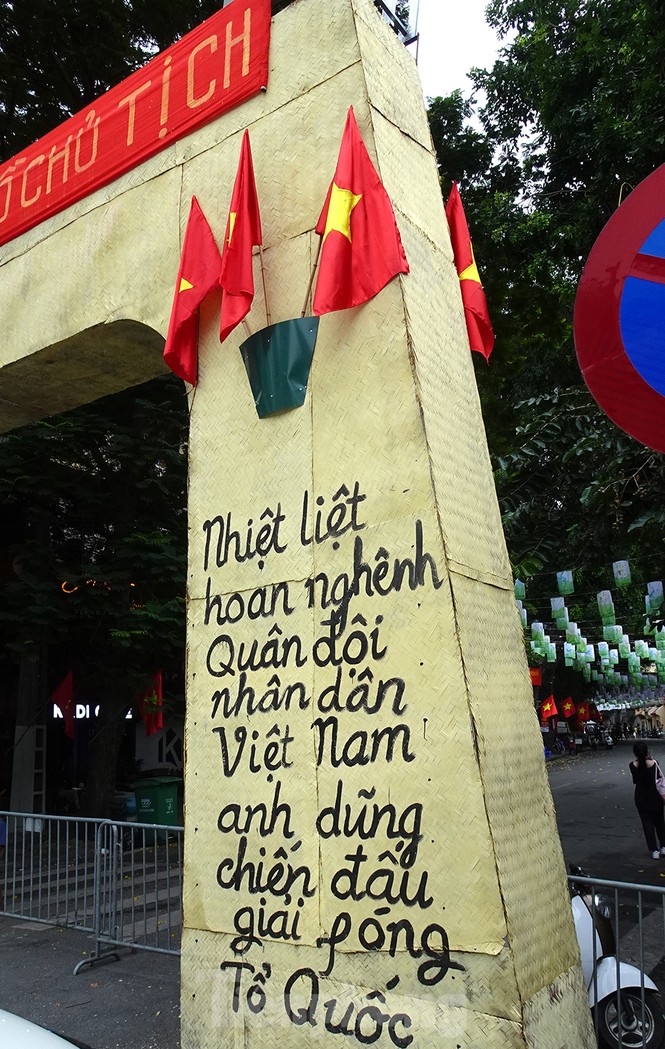 CHỦ TỊCH
Nhiệt liệt
hoan nghênh
Quân đội
nhân dân
Việt Nam
anh dũng
chiến đấu
giải fóng
Tổ Quốc